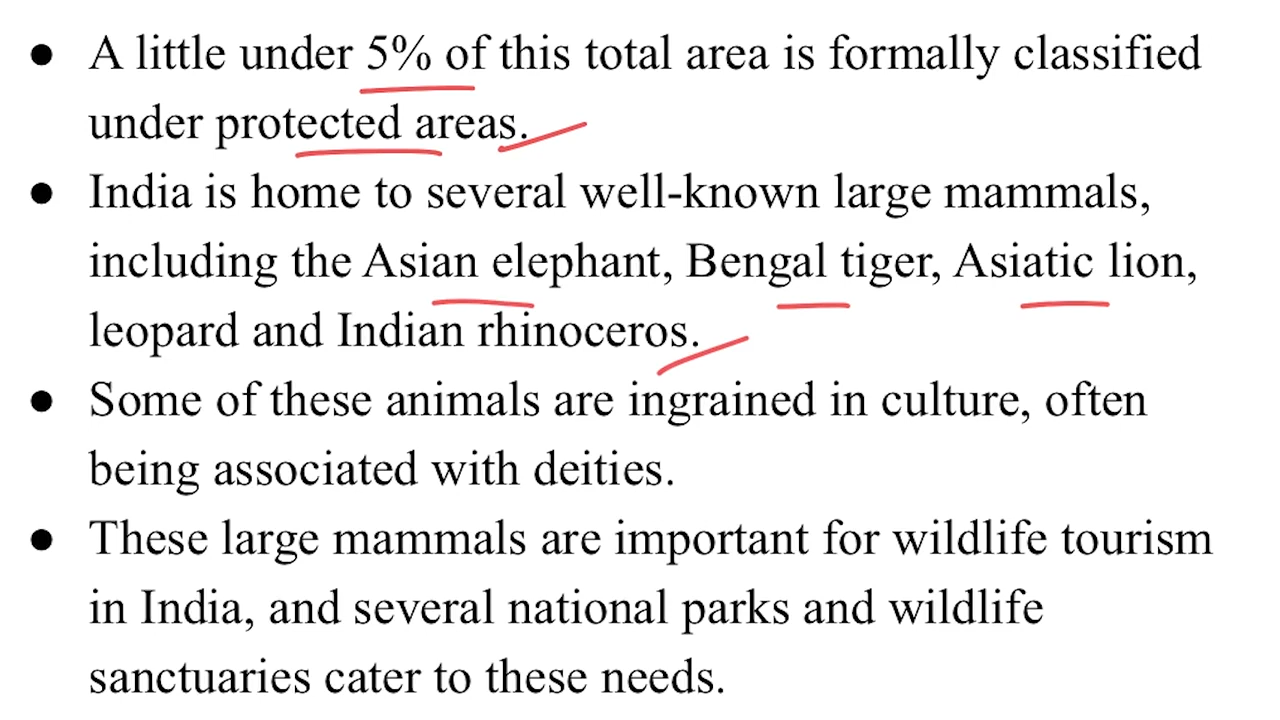 ● A little under 5% of this total area is formally classified
under protected areas.
● India is home to several well-known large mammals,
including the Asian elephant, Bengal tiger, Asiatic lion,
leopard and Indian rhinoceros.
● Some of these animals are ingrained in culture, often
being associated with deities.
● These large mammals are important for wildlife tourism
in India, and several national parks and wildlife
sanctuaries cater to these needs.